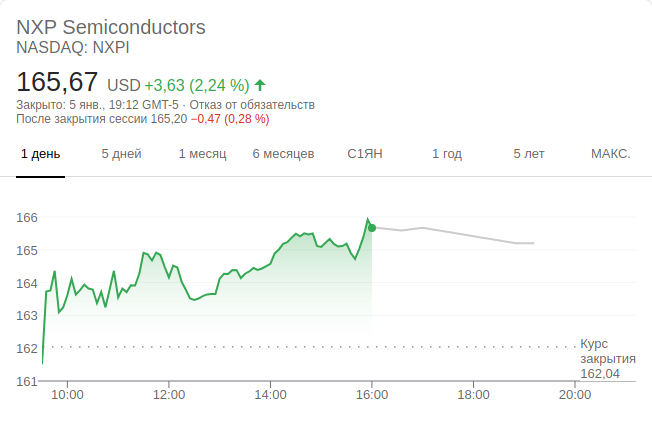 NXP Semiconductors
NASDAQ: NXPI
165,67 USD +3,63 (2,24 %)
Закрыто: 5 янв., 19:12 GMT-5 · Отказ от обязательств
После закрытия сессии 165,20 −0,47 (0,28 %)
1 день 5 дней 1 месяц 6 месяцев С1ЯН 1 год 5 лет МАКС.
166
165
164
163
162
161
Курс
закрытия
162,04
10:00 12:00 14:00 16:00 18:00 20:00